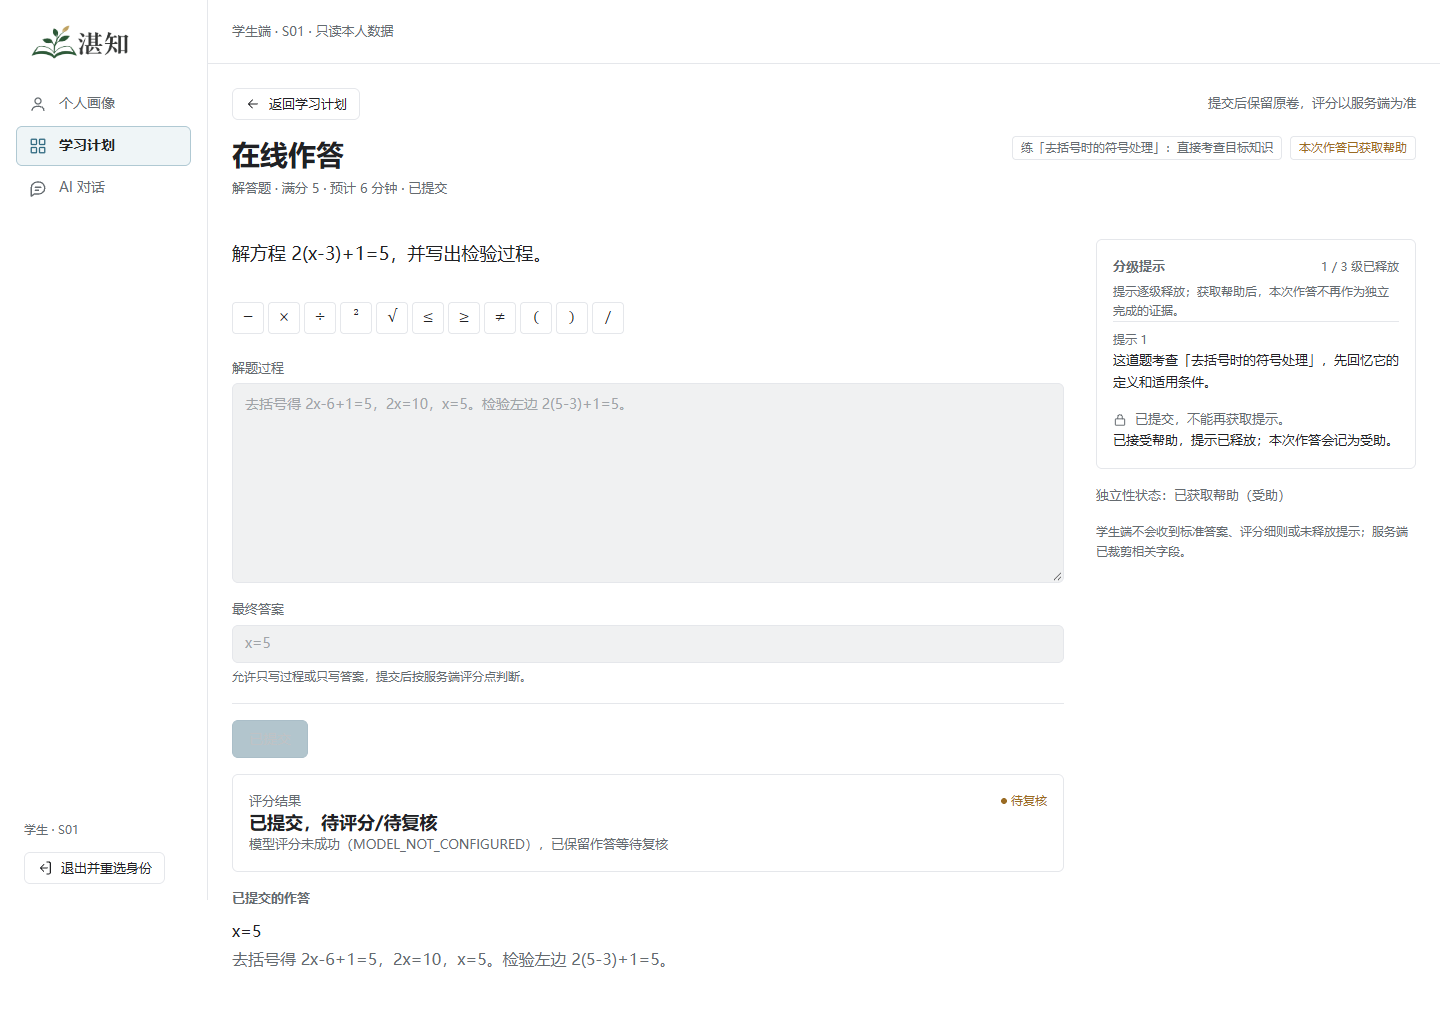 湛知
个人画像
学习计划
AI 对话
学生 · S01
退出并重选身份
学生端 · S01 · 只读本人数据
返回学习计划
提交后保留原卷，评分以服务端为准
在线作答
练「去括号时的符号处理」：直接考查目标知识
本次作答已获取帮助
解答题 · 满分 5 · 预计 6 分钟 · 已提交
解方程 2(x-3)+1=5，并写出检验过程。
− × ÷ ² √ ≤ ≥ ≠ ( ) /
解题过程
去括号得 2x-6+1=5，2x=10，x=5。检验左边 2(5-3)+1=5。
最终答案
x=5
允许只写过程或只写答案，提交后按服务端评分点判断。
评分结果
待复核
已提交，待评分/待复核
模型评分未成功（MODEL_NOT_CONFIGURED），已保留作答等待复核
已提交的作答
x=5
去括号得 2x-6+1=5，2x=10，x=5。检验左边 2(5-3)+1=5。
分级提示
1 / 3 级已释放
提示逐级释放；获取帮助后，本次作答不再作为独立
完成的证据。
提示 1
这道题考查「去括号时的符号处理」，先回忆它的
定义和适用条件。
已提交，不能再获取提示。
已接受帮助，提示已释放；本次作答会记为受助。
独立性状态：已获取帮助（受助）
学生端不会收到标准答案、评分细则或未释放提示；服务端
已裁剪相关字段。